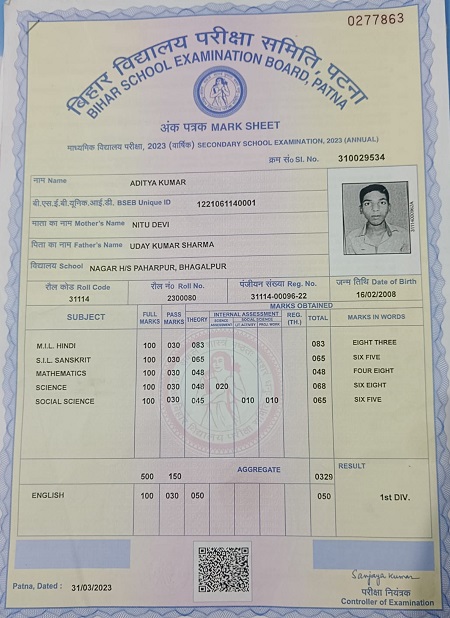 0277863
बिहार विद्यालय परीक्षा समिति, पटना
BIHAR SCHOOL EXAMINATION BOARD, PATNA
अंक पत्रक MARK SHEET
माध्यमिक विद्यालय परीक्षा, 2023 (वार्षिक) SECONDARY SCHOOL EXAMINATION, 2023 (ANNUAL)
क्रम सं० Sl. No. 310029534
नाम Name ADITYA KUMAR
बी.एस.ई.बी.यूनिक.आई.डी. BSEB Unique ID 1221061140001
माता का नाम Mother's Name NITU DEVI
पिता का नाम Father's Name UDAY KUMAR SHARMA
विद्यालय School NAGAR H/S PAHARPUR, BHAGALPUR
रौल कोड Roll Code रौल नं० Roll No. पंजीयन संख्या Reg. No. जन्म तिथि Date of Birth
31114 2300080 31114-00096-22 16/02/2008
MARKS OBTAINED
SUBJECT FULL MARKS PASS MARKS THEORY INTERNAL ASSESSMENT REG. (TH.) TOTAL MARKS IN WORDS
SCIENCE SOCIAL SCIENCE
M.I.L. HINDI 100 030 083 083 EIGHT THREE
S.I.L. SANSKRIT 100 030 065 065 SIX FIVE
MATHEMATICS 100 030 048 048 FOUR EIGHT
SCIENCE 100 030 048 020 068 SIX EIGHT
SOCIAL SCIENCE 100 030 045 010 010 065 SIX FIVE
500 150 AGGREGATE 0329 RESULT
ENGLISH 100 030 050 050 1st DIV.
Patna, Dated : 31/03/2023
Sanjaya Kumar
परीक्षा नियंत्रक
Controller of Examination